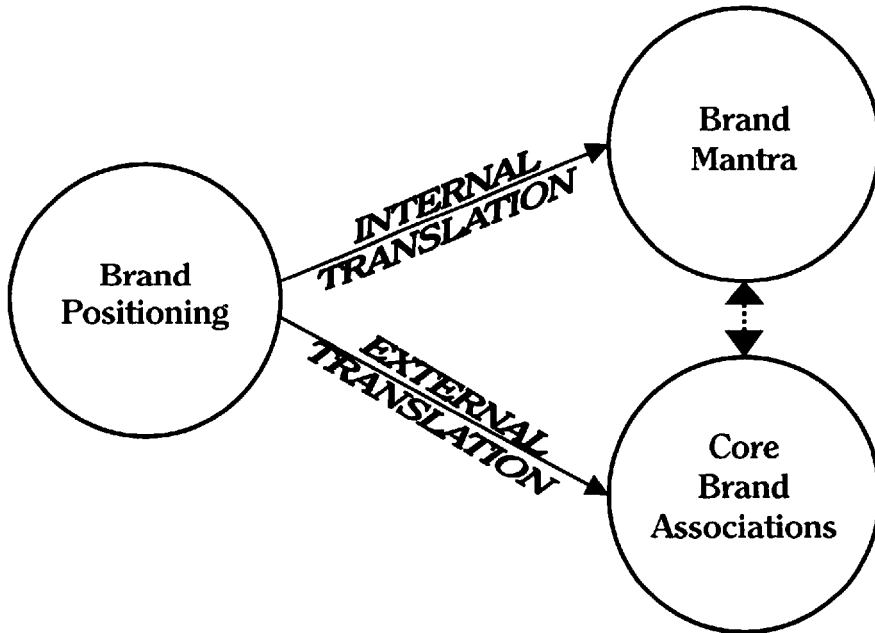 Brand
Mantra
INTERNAL
TRANSLATION
Brand
Positioning
EXTERNAL
TRANSLATION
Core
Brand
Associations